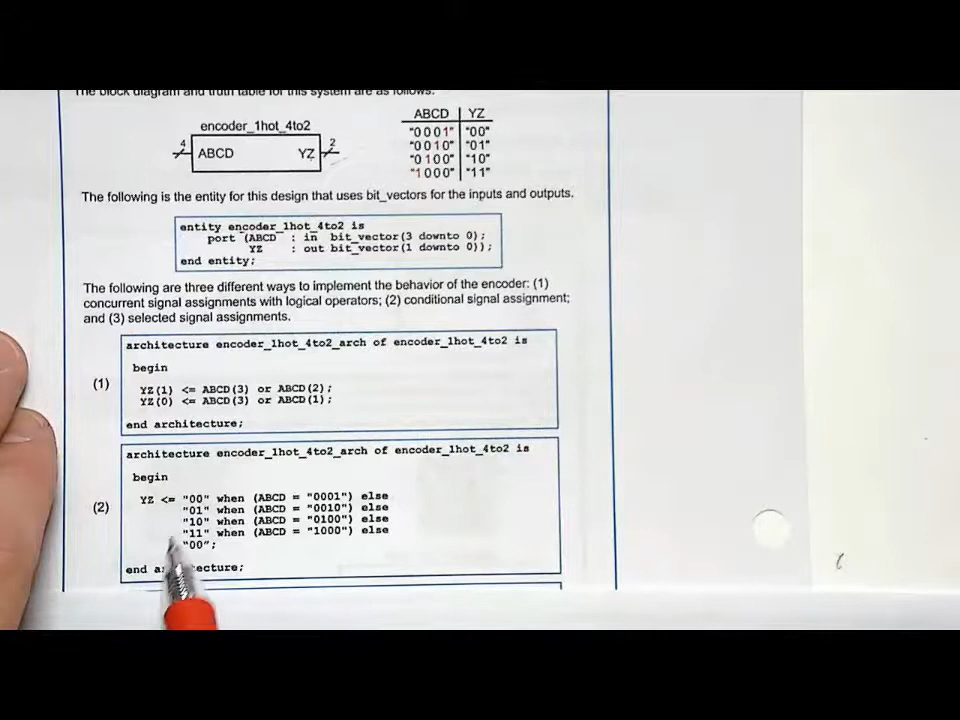 The block diagram and truth table for this system are as follows:
encoder_1hot_4to2
4
ABCD
YZ
2
ABCD YZ
"0001" "00"
"0010" "01"
"0100" "10"
"1000" "11"
The following is the entity for this design that uses bit_vectors for the inputs and outputs.
entity encoder_1hot_4to2 is
port (ABCD : in bit_vector(3 downto 0);
YZ : out bit_vector(1 downto 0));
end entity;
The following are three different ways to implement the behavior of the encoder: (1)
concurrent signal assignments with logical operators; (2) conditional signal assignment;
and (3) selected signal assignments.
(1)
architecture encoder_1hot_4to2_arch of encoder_1hot_4to2 is
begin
YZ(1) <= ABCD(3) or ABCD(2);
YZ(0) <= ABCD(3) or ABCD(1);
end architecture;
(2)
architecture encoder_1hot_4to2_arch of encoder_1hot_4to2 is
begin
YZ <= "00" when (ABCD = "0001") else
"01" when (ABCD = "0010") else
"10" when (ABCD = "0100") else
"11" when (ABCD = "1000") else
"00";
end